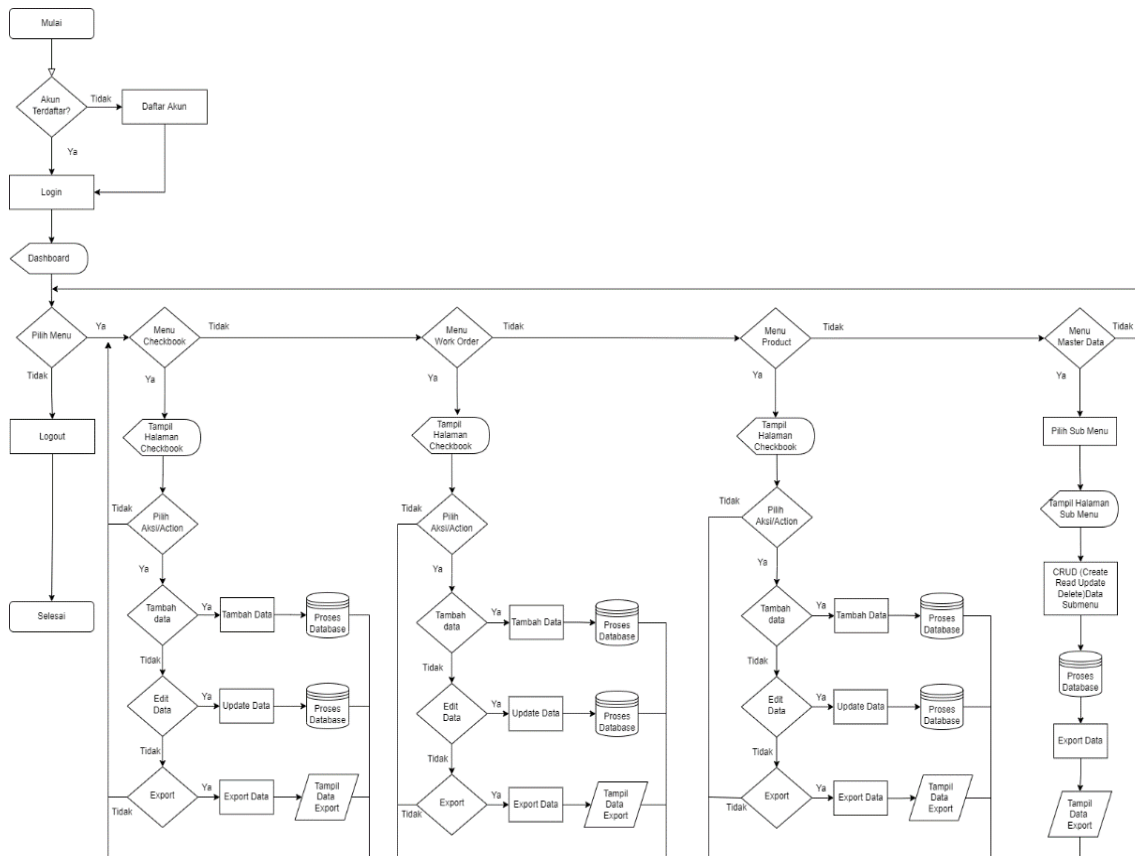 Mulai
Akun
Terdaftar?
Tidak
Daftar Akun
Ya
Login
Dashboard
Pilih Menu
Ya
Menu
Checkbook
Tidak
Menu
Work Order
Tidak
Menu
Product
Tidak
Menu
Master Data
Tidak
Tidak
Logout
Selesai
Ya
Tampil
Halaman
Checkbook
Tidak
Pilih
Aksi/Action
Ya
Tambah
data
Ya
Tambah Data
Proses
Database
Tidak
Edit
Data
Ya
Update Data
Proses
Database
Tidak
Export
Tidak
Ya
Export Data
Tampil
Data
Export
Ya
Tampil
Halaman
Checkbook
Tidak
Pilih
Aksi/Action
Ya
Tambah
data
Ya
Tambah Data
Proses
Database
Tidak
Edit
Data
Ya
Update Data
Proses
Database
Tidak
Export
Tidak
Ya
Export Data
Tampil
Data
Export
Ya
Tampil
Halaman
Checkbook
Tidak
Pilih
Aksi/Action
Ya
Tambah
data
Ya
Tambah Data
Proses
Database
Tidak
Edit
Data
Ya
Update Data
Proses
Database
Tidak
Export
Tidak
Ya
Export Data
Tampil
Data
Export
Ya
Pilih Sub Menu
Tampil Halaman
Sub Menu
CRUD (Create
Read Update
Delete)Data
Submenu
Proses
Database
Export Data
Tampil
Data
Export